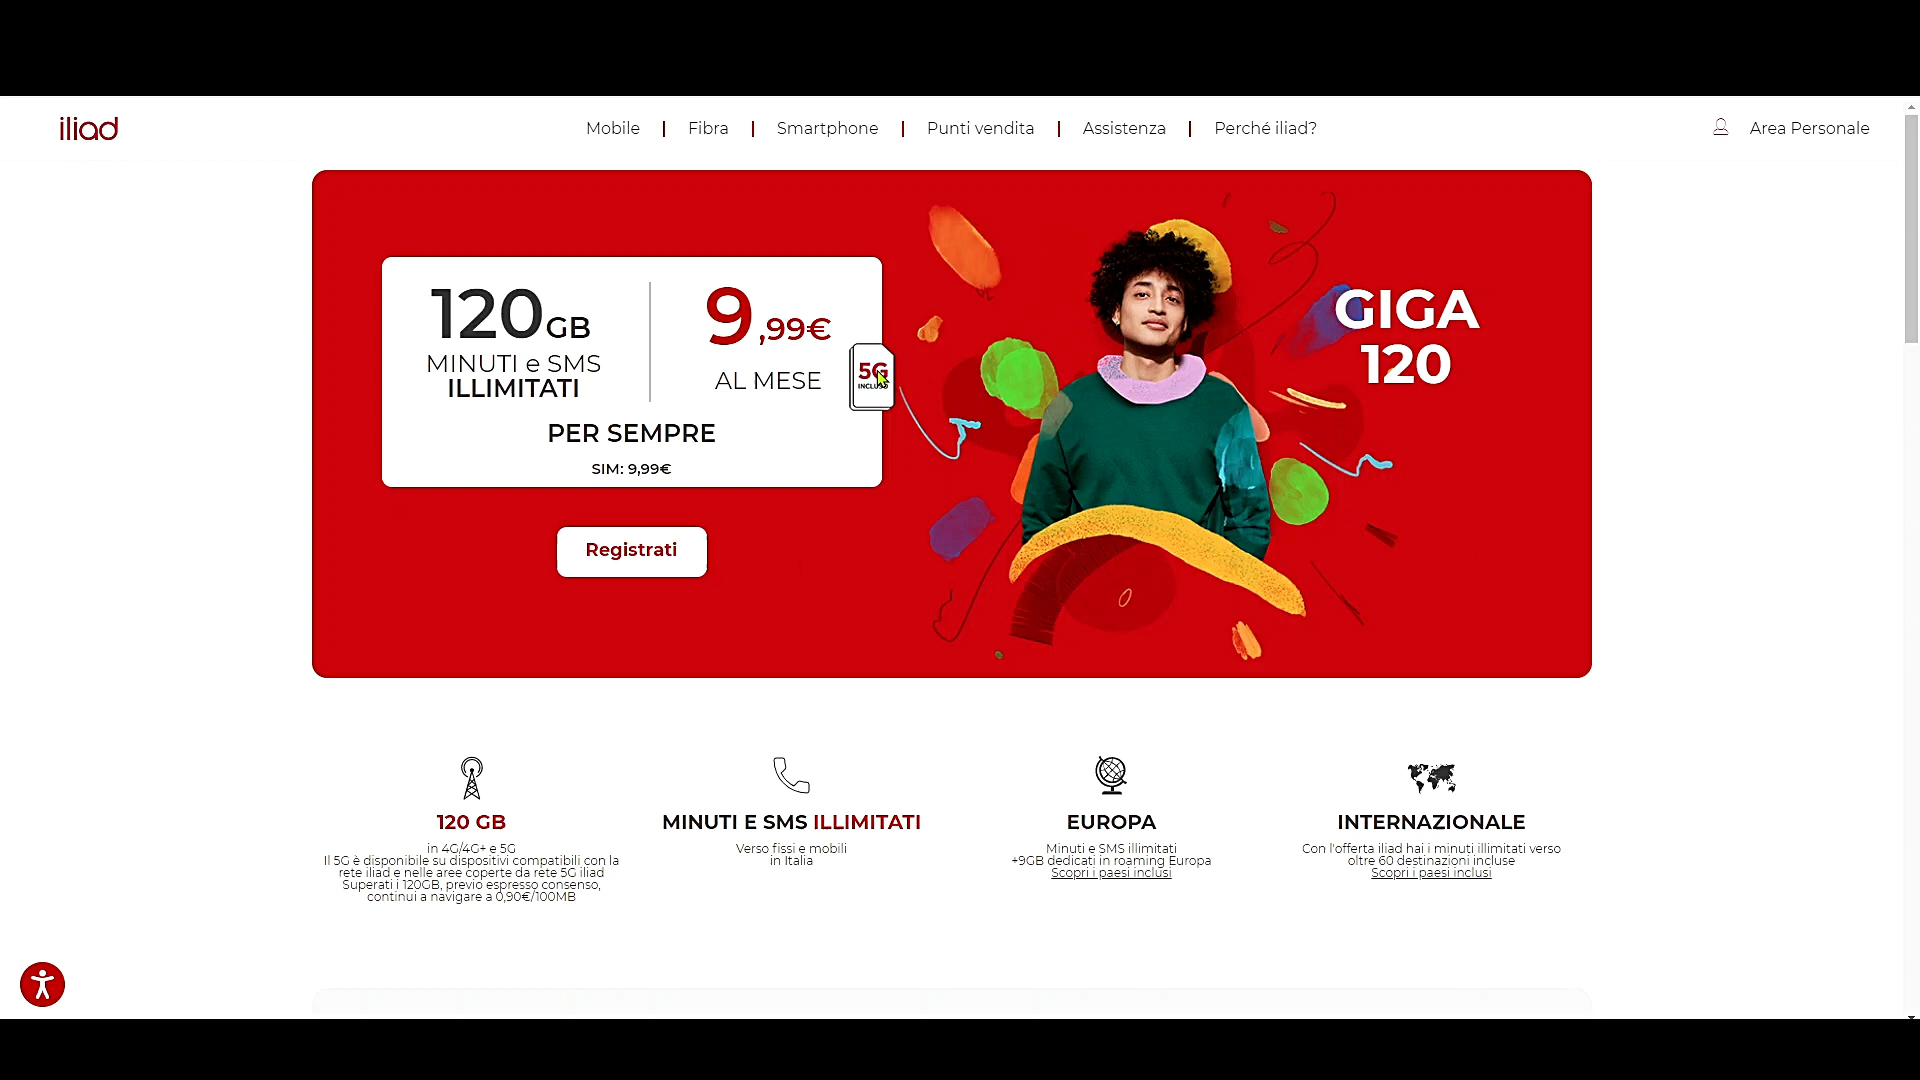 iliad
Mobile
Fibra
Smartphone
Punti vendita
Assistenza
Perché iliad?
Area Personale
120GB
MINUTI e SMS
ILLIMITATI
9,99€
AL MESE
5G
INCLUSO
PER SEMPRE
SIM: 9,99€
Registrati
GIGA
120
120 GB
in 4G/4G+ e 5G
Il 5G è disponibile su dispositivi compatibili con la
rete iliad e nelle aree coperte da rete 5G iliad
Superati i 120GB, previo espresso consenso,
continui a navigare a 0,90€/100MB
MINUTI E SMS ILLIMITATI
Verso fissi e mobili
in Italia
EUROPA
Minuti e SMS illimitati
+9GB dedicati in roaming Europa
Scopri i paesi inclusi
INTERNAZIONALE
Con l'offerta iliad hai i minuti illimitati verso
oltre 60 destinazioni incluse
Scopri i paesi inclusi